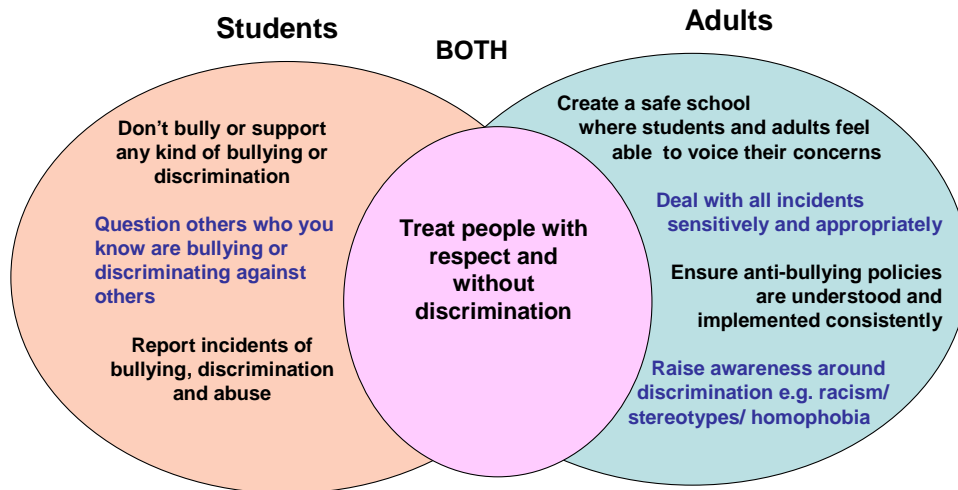 Students
BOTH
Adults
Don't bully or support
any kind of bullying or
discrimination
Question others who you
know are bullying or
discriminating against
others
Report incidents of
bullying, discrimination
and abuse
Treat people with
respect and
without
discrimination
Create a safe school
where students and adults feel
able to voice their concerns
Deal with all incidents
sensitively and appropriately
Ensure anti-bullying policies
are understood and
implemented consistently
Raise awareness around
discrimination e.g. racism/
stereotypes/ homophobia